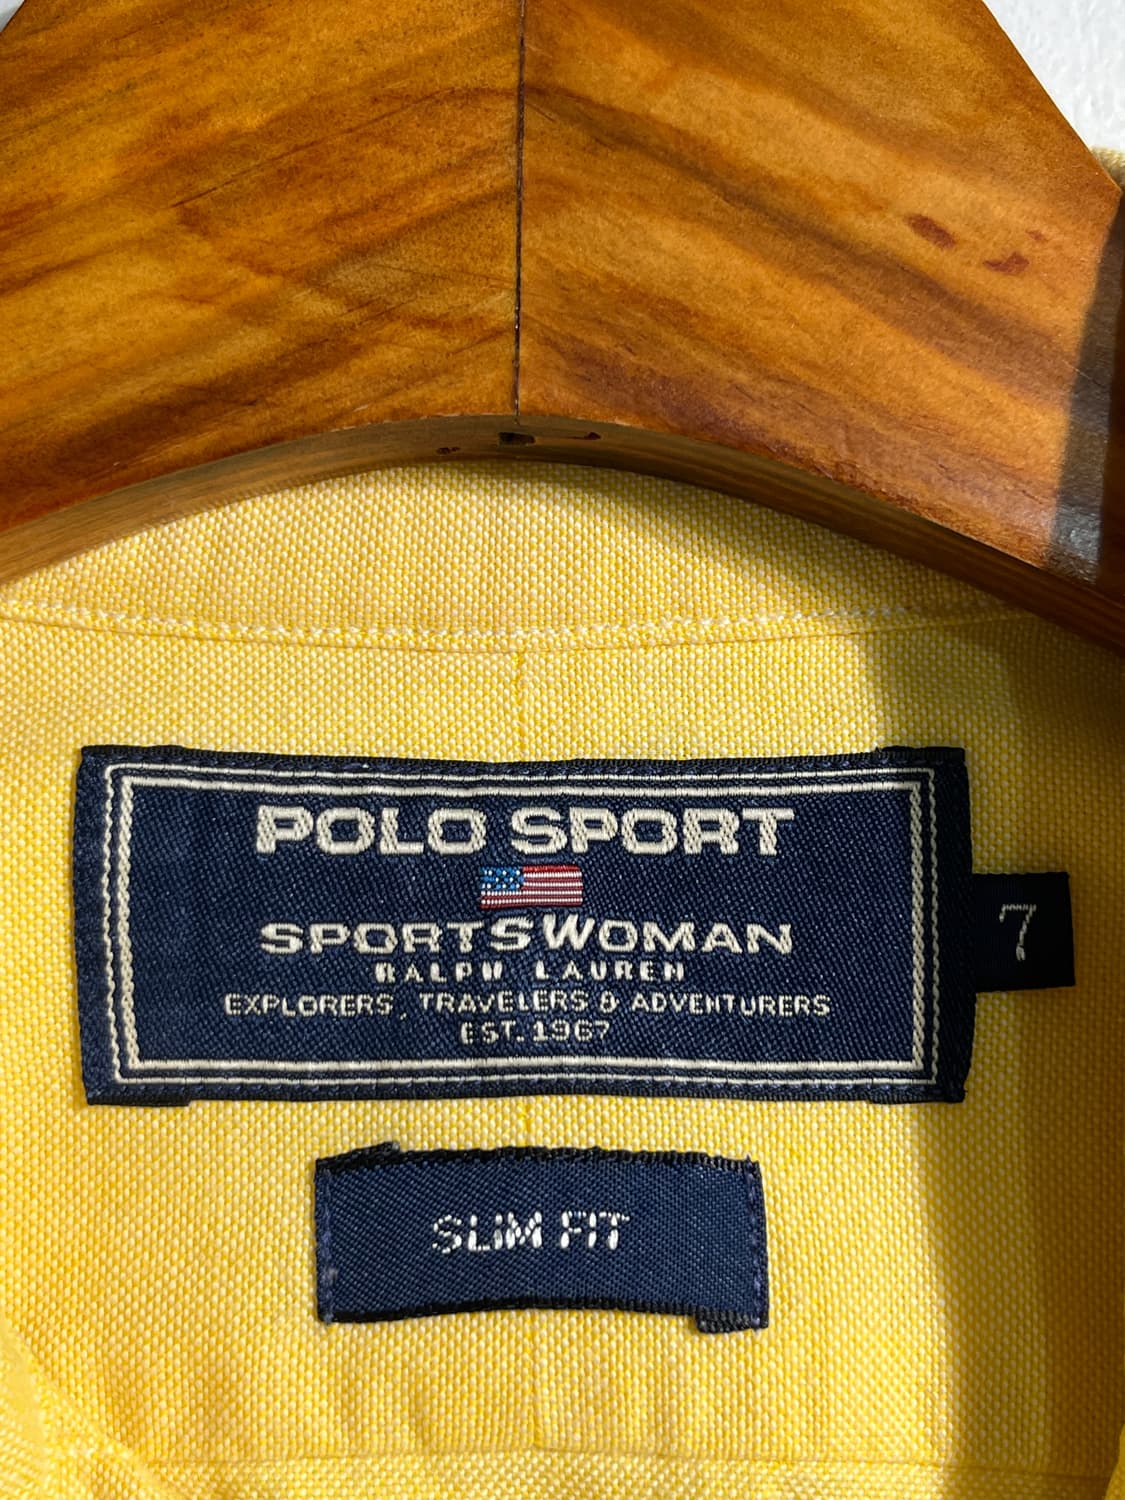 POLO SPORT
SPORTSWOMAN
RALPH LAUREN
EXPLORERS, TRAVELERS & ADVENTURERS
EST. 1967
7
SLIM FIT